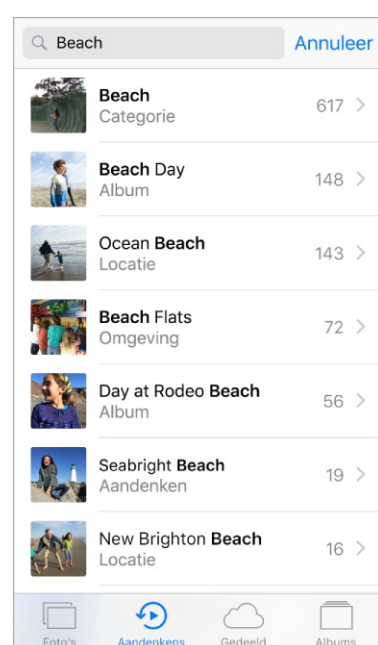 Beach
Annuleer
Beach
Categorie
617
Beach Day
Album
148
Ocean Beach
Locatie
143
Beach Flats
Omgeving
72
Day at Rodeo Beach
Album
56
Seabright Beach
Aandenken
19
New Brighton Beach
Locatie
16
Foto's
Aandenkens
Gedeeld
Albums